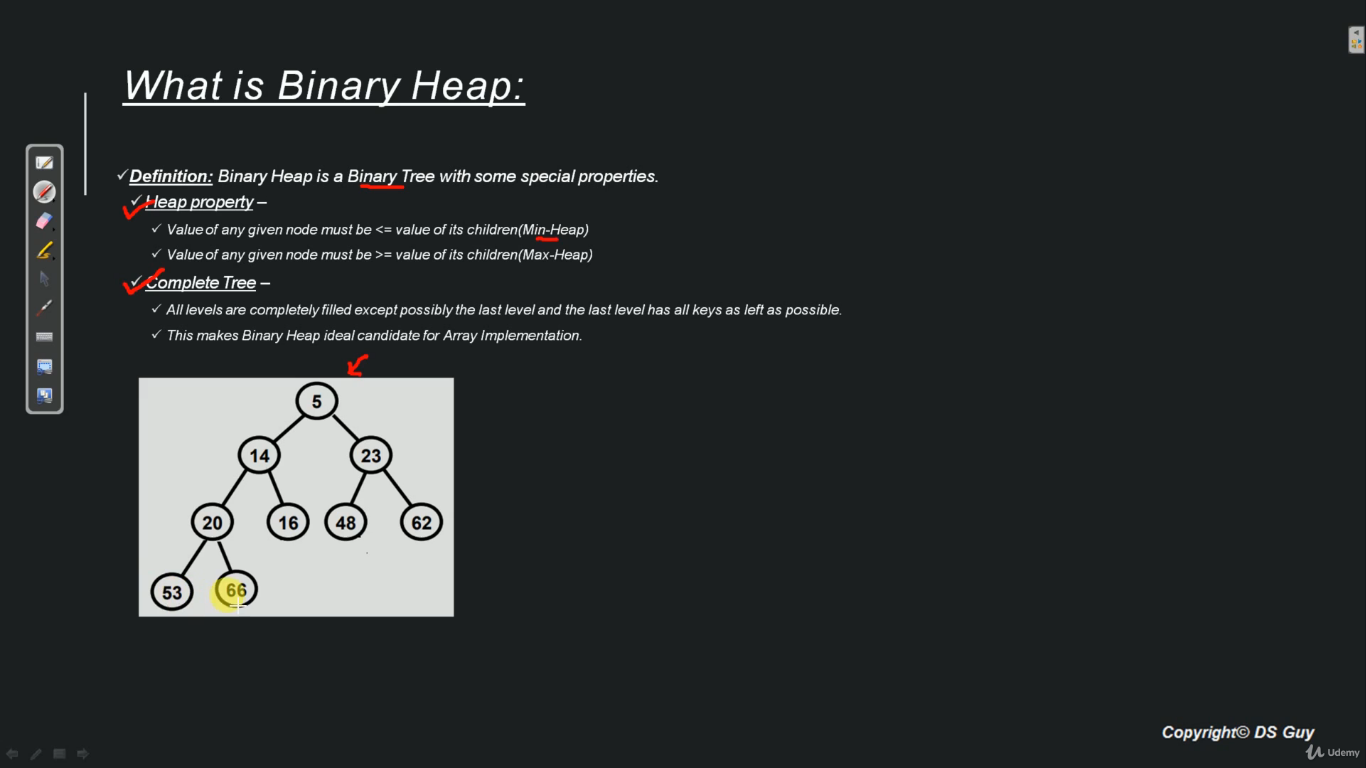 What is Binary Heap:
✓Definition: Binary Heap is a Binary Tree with some special properties.
✓Heap property –
✓ Value of any given node must be <= value of its children(Min-Heap)
✓ Value of any given node must be >= value of its children(Max-Heap)
✓Complete Tree –
✓ All levels are completely filled except possibly the last level and the last level has all keys as left as possible.
✓ This makes Binary Heap ideal candidate for Array Implementation.
5
14 23
20 16 48 62
53 66
Copyright© DS Guy
Udemy